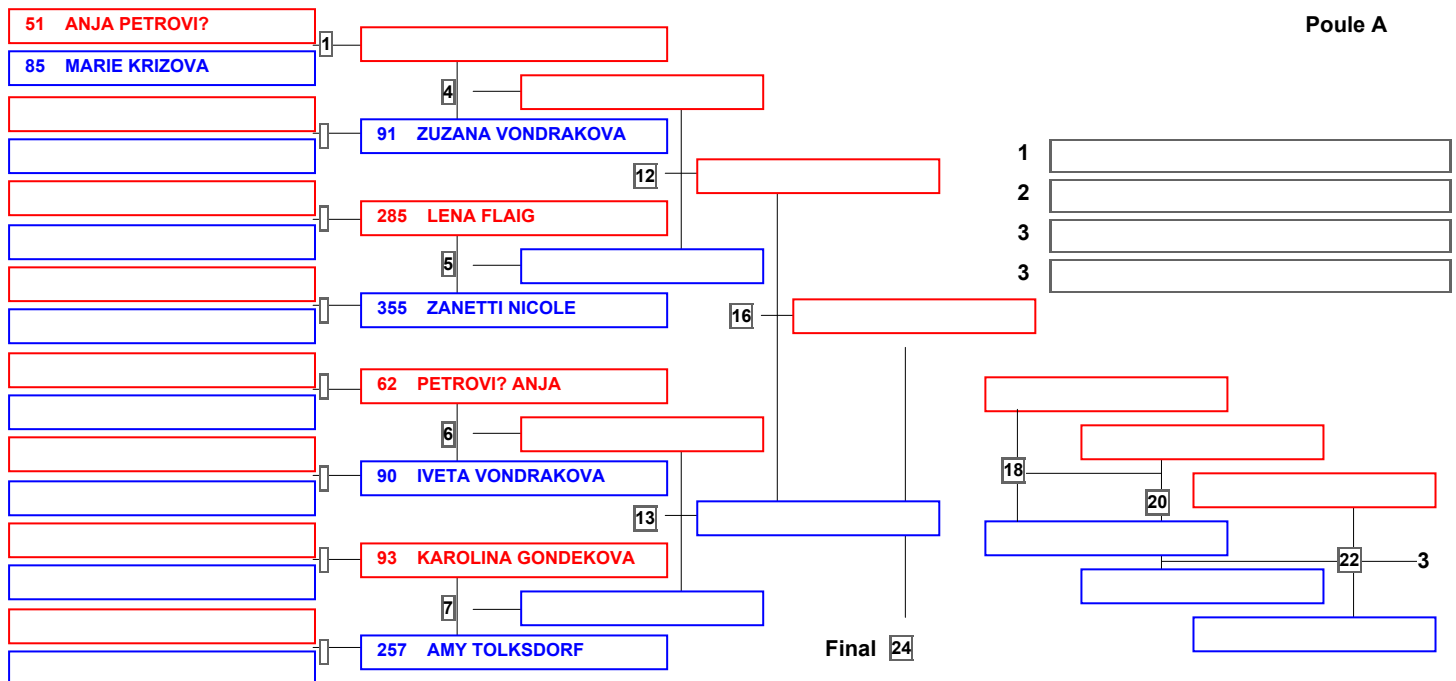 51 ANJA PETROVI?
Poule A
1
85 MARIE KRIZOVA
4
91 ZUZANA VONDRAKOVA
1
12
2
285 LENA FLAIG
3
5
3
355 ZANETTI NICOLE
16
62 PETROVI? ANJA
6
18
90 IVETA VONDRAKOVA
20
13
93 KAROLINA GONDEKOVA
22 3
7
257 AMY TOLKSDORF
Final 24